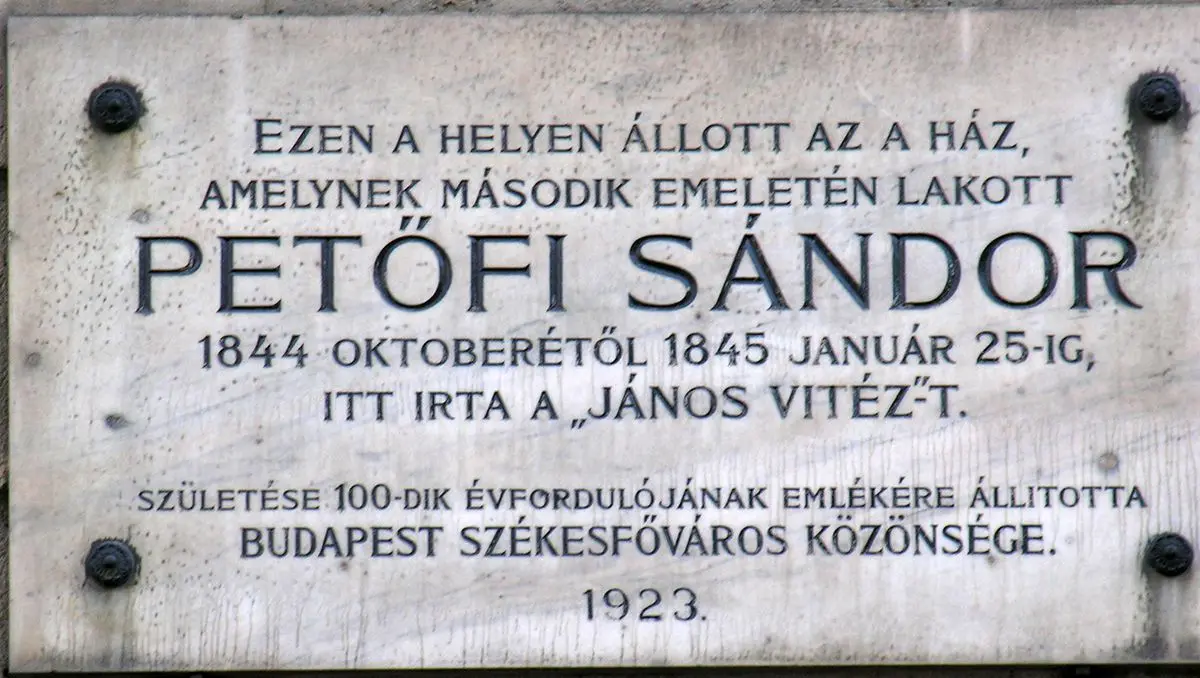 EZEN A HELYEN ÁLLOTT AZ A HÁZ,
AMELYNEK MÁSODIK EMELETÉN LAKOTT
PETŐFI SÁNDOR
1844 OKTOBERÉTŐL 1845 JANUÁR 25-IG,
ITT IRTA A „JÁNOS VITÉZ"-T.
SZÜLETÉSE 100-DIK ÉVFORDULÓJÁNAK EMLÉKÉRE ÁLLITOTTA
BUDAPEST SZÉKESFŐVÁROS KÖZÖNSÉGE.
1923.